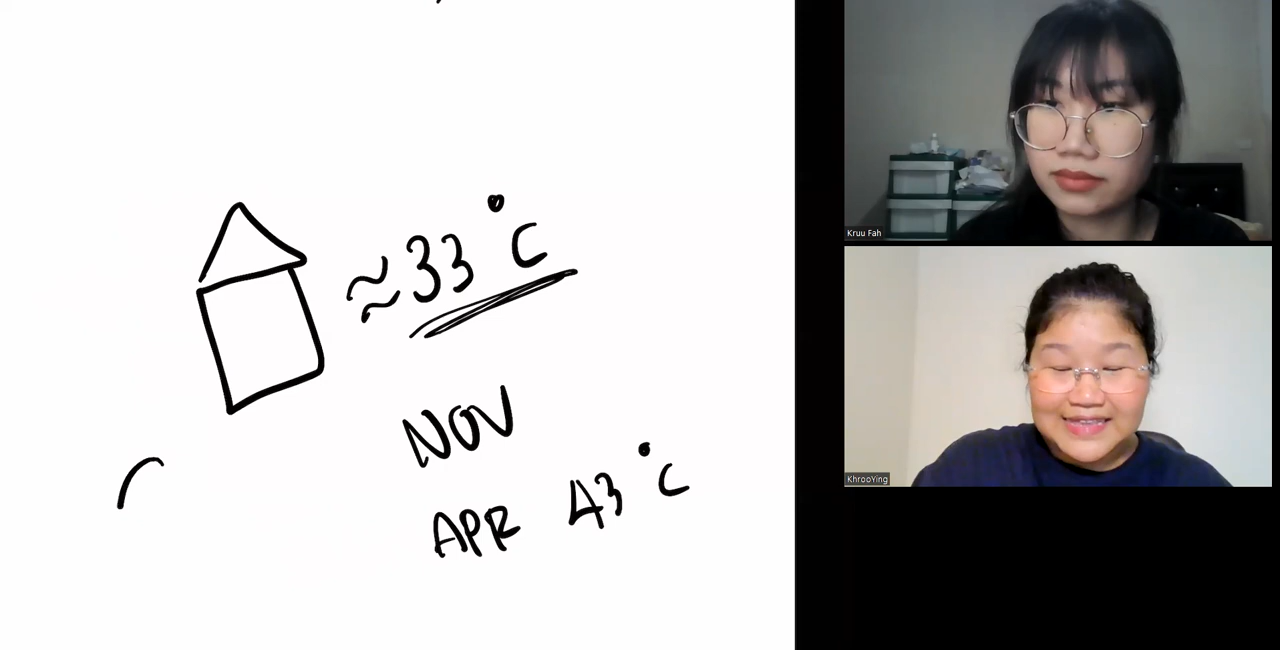 ≈33°C
NOV
APR 43°C
Kruu Fah
KhrooYing